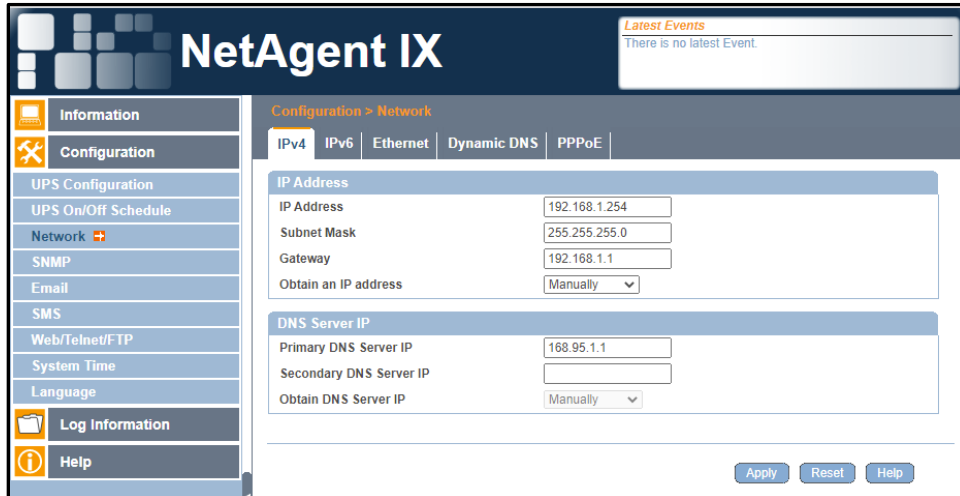 NetAgent IX
Latest Events
There is no latest Event.
Information
Configuration
UPS Configuration
UPS On/Off Schedule
Network
SNMP
Email
SMS
Web/Telnet/FTP
System Time
Language
Log Information
Help
Configuration > Network
IPv4 IPv6 Ethernet Dynamic DNS PPPoE
IP Address
IP Address 192.168.1.254
Subnet Mask 255.255.255.0
Gateway 192.168.1.1
Obtain an IP address Manually
DNS Server IP
Primary DNS Server IP 168.95.1.1
Secondary DNS Server IP
Obtain DNS Server IP Manually
Apply Reset Help